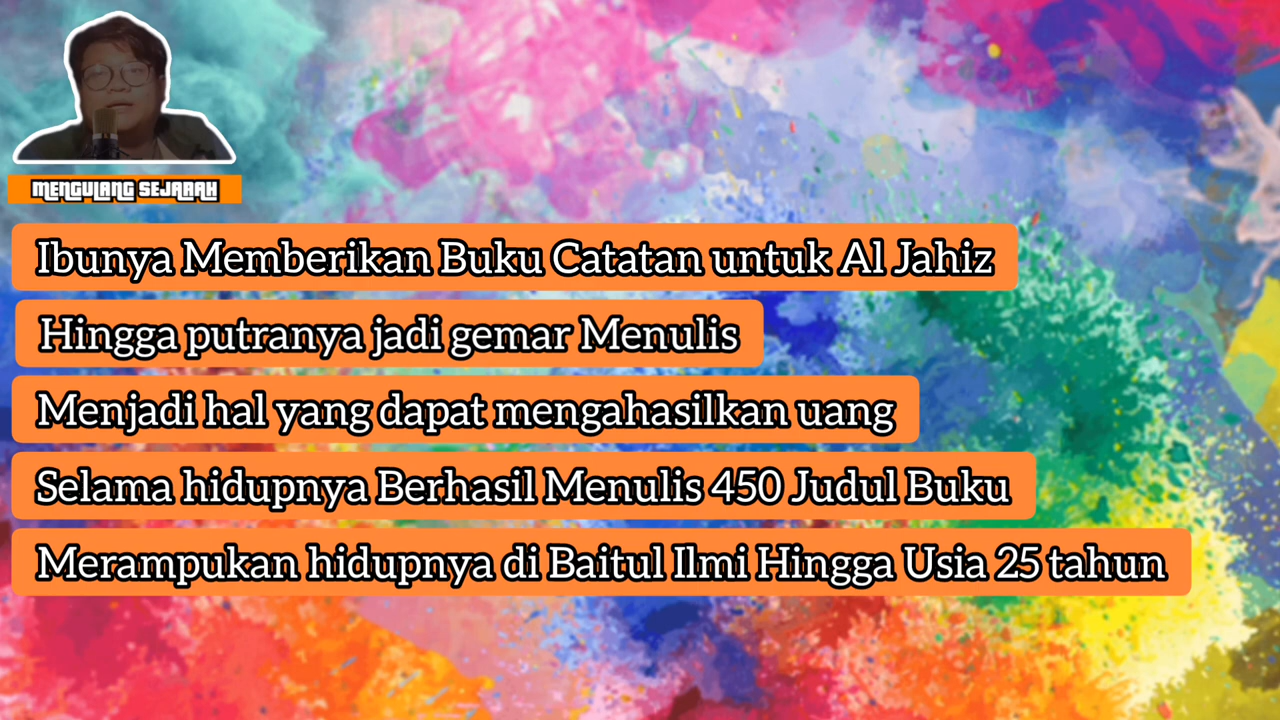 MENGULANG SEJARAH
Ibunya Memberikan Buku Catatan untuk Al Jahiz
Hingga putranya jadi gemar Menulis
Menjadi hal yang dapat mengahasilkan uang
Selama hidupnya Berhasil Menulis 450 Judul Buku
Merampukan hidupnya di Baitul Ilmi Hingga Usia 25 tahun